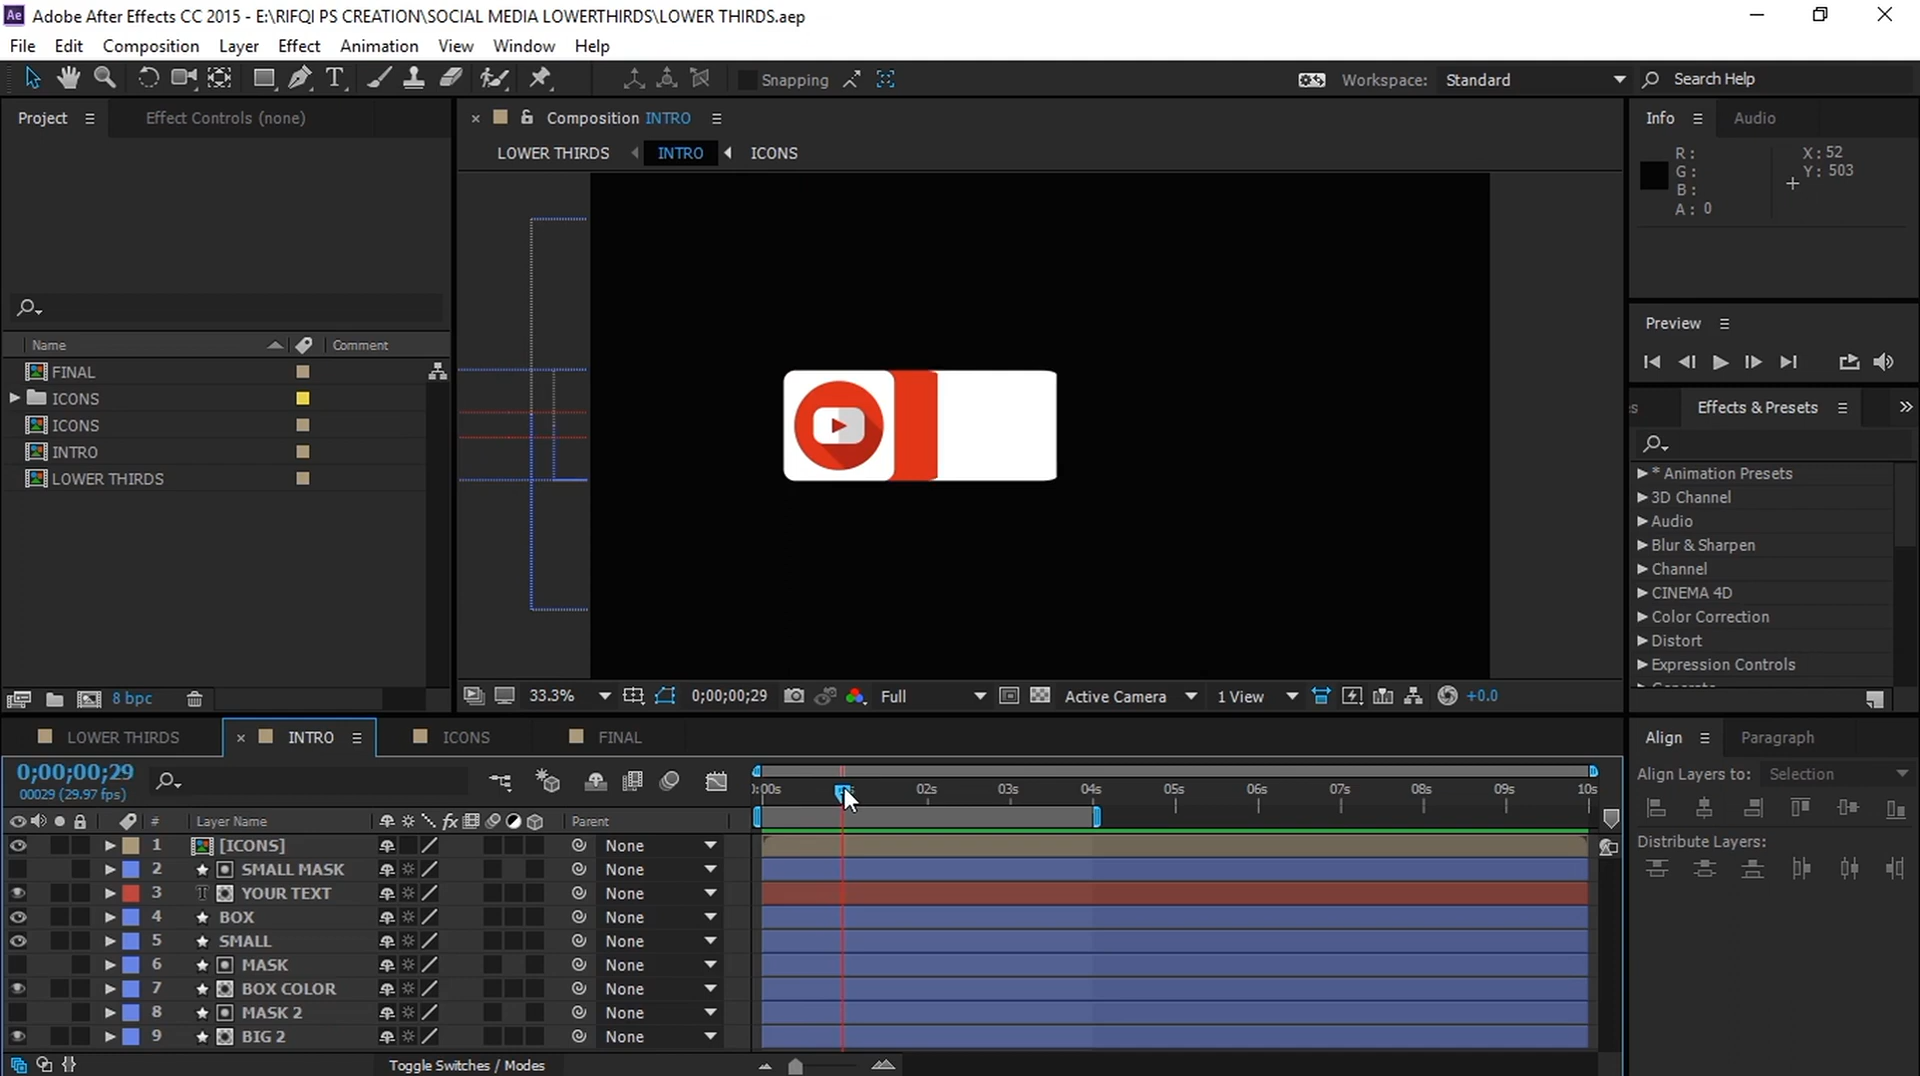 Adobe After Effects CC 2015 - E:\RIFQI PS CREATION\SOCIAL MEDIA LOWERTHIRDS\LOWER THIRDS.aep
File Edit Composition Layer Effect Animation View Window Help
Snapping
Workspace: Standard
Search Help
Project
Effect Controls (none)
Composition INTRO
LOWER THIRDS INTRO ICONS
Name Comment
FINAL
ICONS
ICONS
INTRO
LOWER THIRDS
8 bpc
33.3% 0;00;00;29 Full Active Camera 1 View +0.0
Info Audio
R: X: 52
G: Y: 503
B:
A: 0
Preview
s Effects & Presets
* Animation Presets
3D Channel
Audio
Blur & Sharpen
Channel
CINEMA 4D
Color Correction
Distort
Expression Controls
LOWER THIRDS INTRO ICONS FINAL
0;00;00;29
00029 (29.97 fps)
# Layer Name Parent
02s 03s 04s 05s 06s 07s 08s 09s 10s
1 [ICONS] None
2 SMALL MASK None
3 YOUR TEXT None
4 BOX None
5 SMALL None
6 MASK None
7 BOX COLOR None
8 MASK 2 None
9 BIG 2 None
Toggle Switches / Modes
Align Paragraph
Align Layers to: Selection
Distribute Layers: